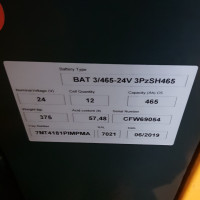 Battery Type
BAT 3/465-24V 3PzSH465
Nominal Voltage (V) Cell Quantity Capacity (Ah) C5
24 12 465
Weight (kg) Serial Number
375 57,48 CFW69054
7MT4151PIMPMA 7021 06/2019